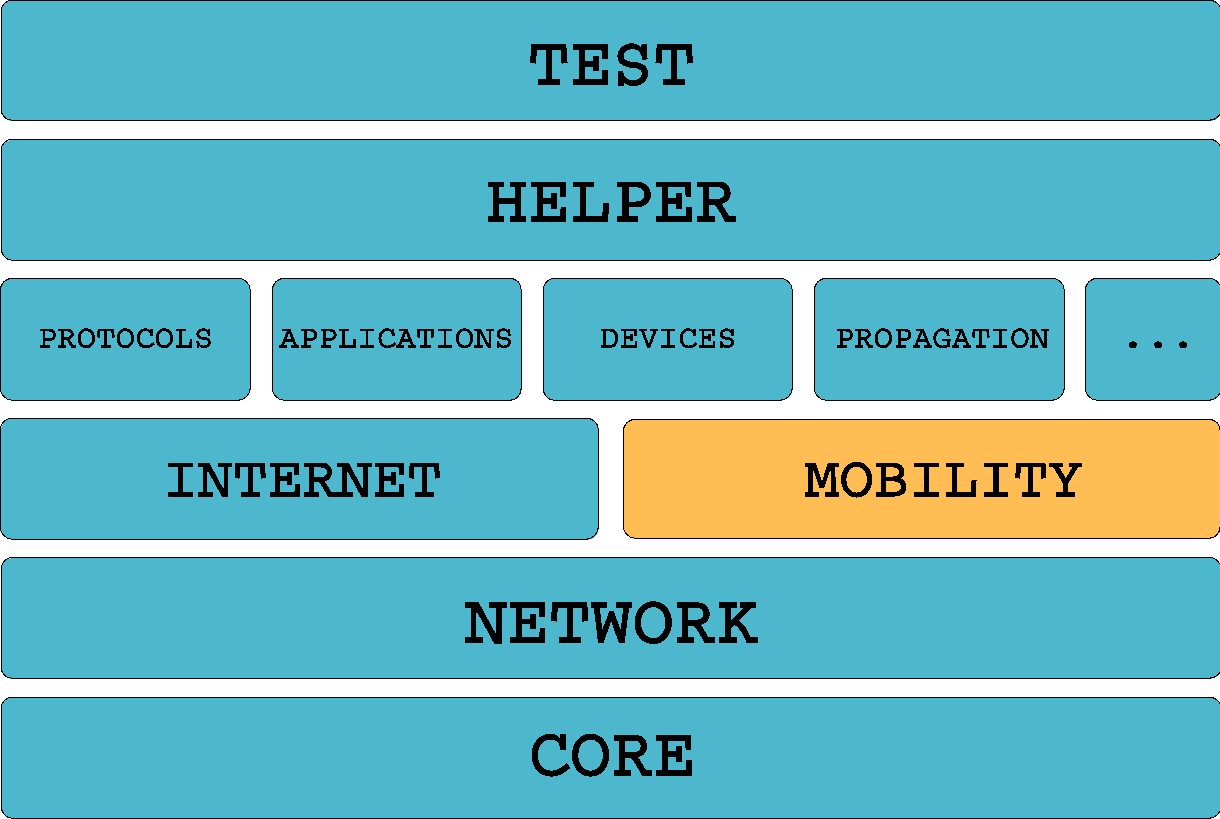 TEST
HELPER
PROTOCOLS APPLICATIONS DEVICES PROPAGATION ...
INTERNET MOBILITY
NETWORK
CORE